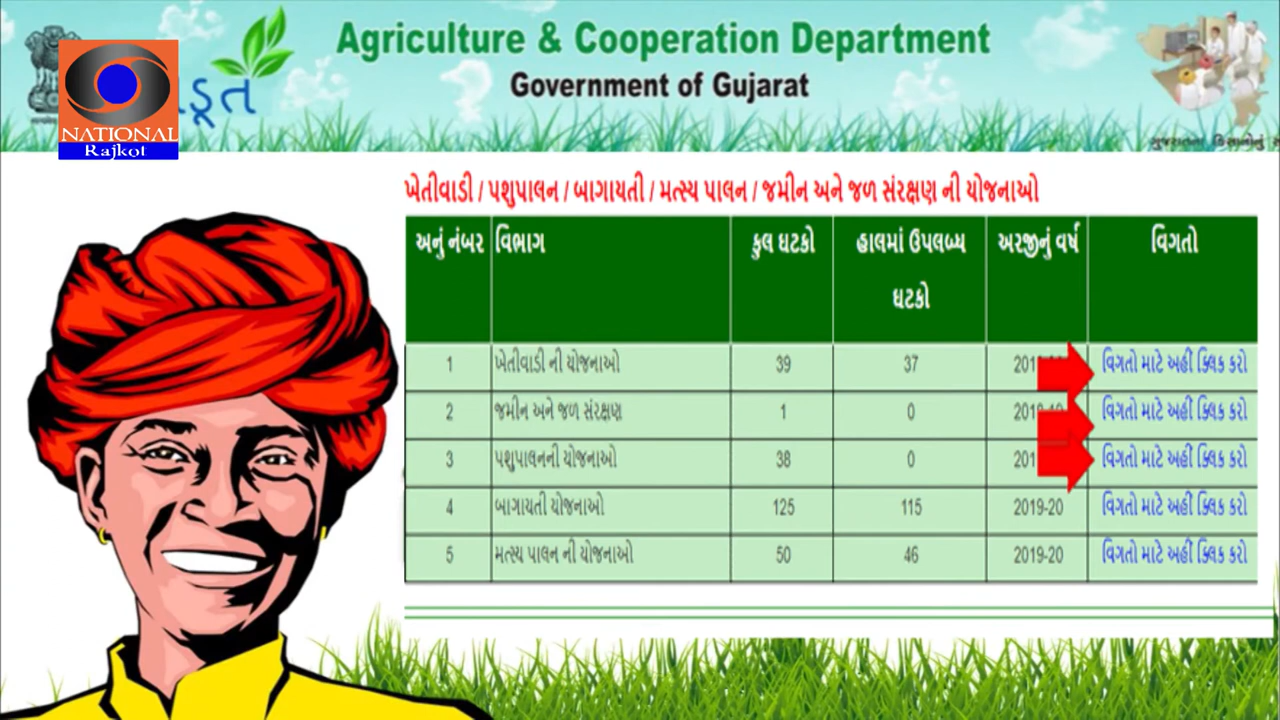 Agriculture & Cooperation Department
Government of Gujarat
NATIONAL
Rajkot
ગુજરાતના કિસાનોનું
ખેતીવાડી / પશુપાલન / બાગાયતી / મત્સ્ય પાલન / જમીન અને જળ સંરક્ષણ ની યોજનાઓ
અનું નંબર વિભાગ કુલ ઘટકો હાલમાં ઉપલબ્ધ ઘટકો અરજીનું વર્ષ વિગતો
1 ખેતીવાડી ની યોજનાઓ 39 37 વિગતો માટે અહીં ક્લિક કરો
2 જમીન અને જળ સંરક્ષણ 1 0 વિગતો માટે અહીં ક્લિક કરો
3 પશુપાલનની યોજનાઓ 38 0 વિગતો માટે અહીં ક્લિક કરો
4 બાગાયતી યોજનાઓ 125 115 2019-20 વિગતો માટે અહીં ક્લિક કરો
5 મત્સ્ય પાલન ની યોજનાઓ 50 46 2019-20 વિગતો માટે અહીં ક્લિક કરો